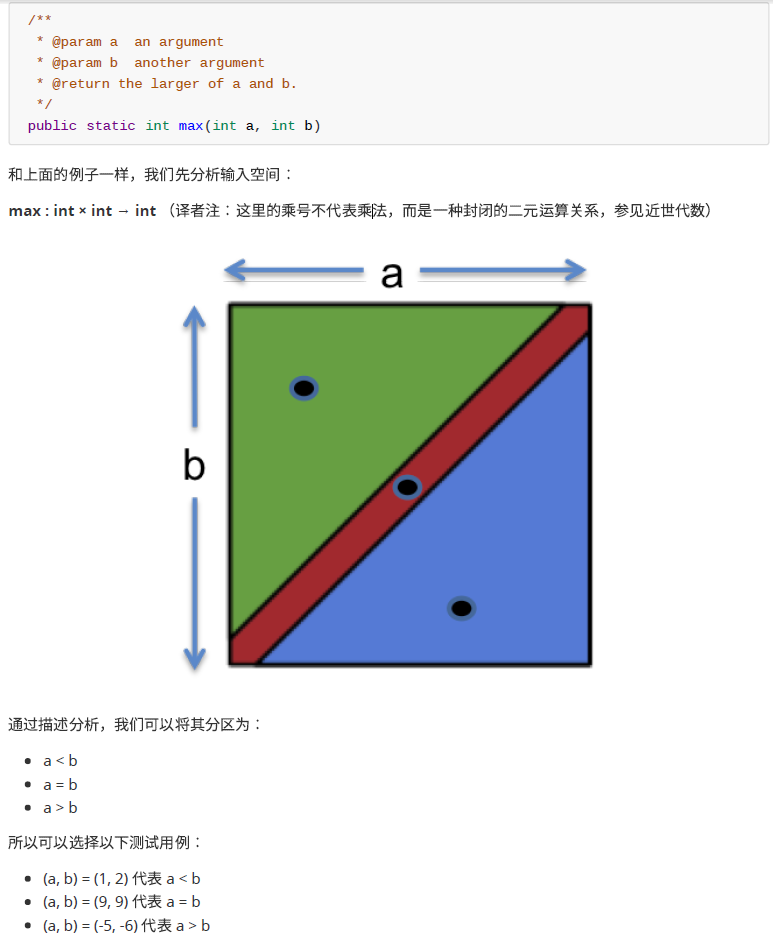 /**
 * @param a  an argument
 * @param b  another argument
 * @return the larger of a and b.
 */
public static int max(int a, int b)
和上面的例子一样，我们先分析输入空间：
max : int × int → int （译者注：这里的乘号不代表乘法，而是一种封闭的二元运算关系，参见近世代数）
a
b
通过描述分析，我们可以将其分区为：
• a < b
• a = b
• a > b
所以可以选择以下测试用例：
• (a, b) = (1, 2) 代表 a < b
• (a, b) = (9, 9) 代表 a = b
• (a, b) = (-5, -6) 代表 a > b